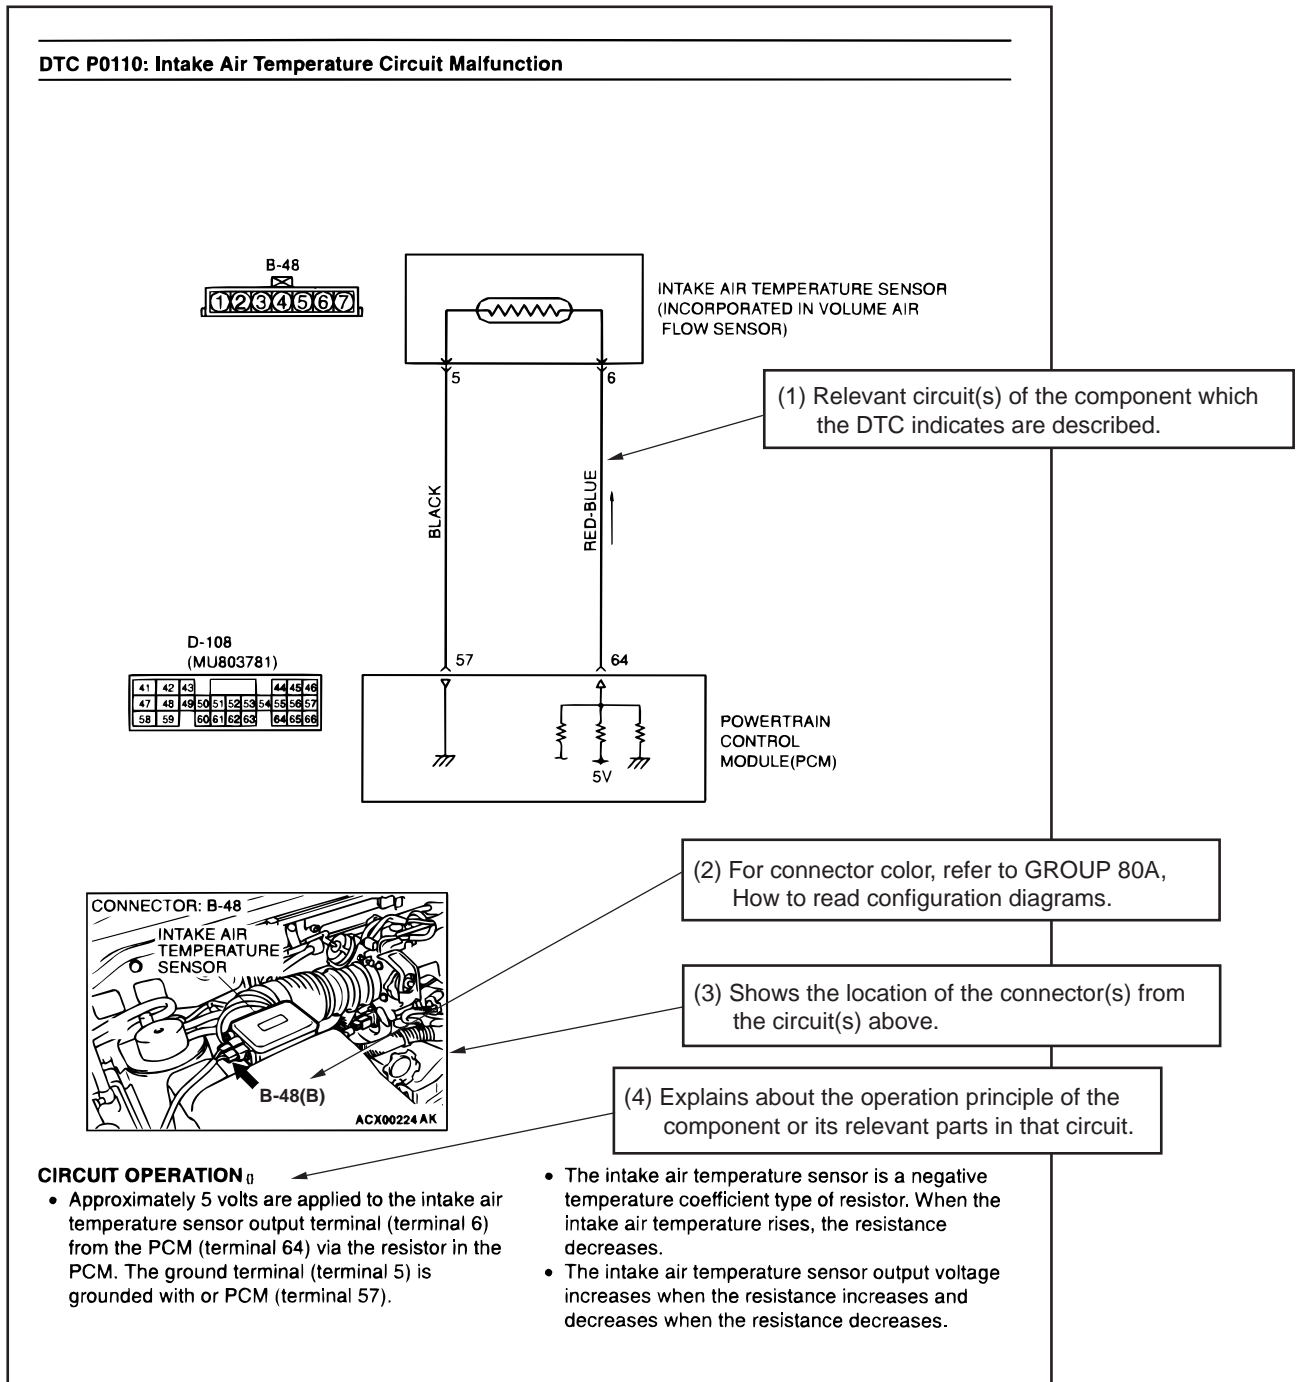 DTC P0110: Intake Air Temperature Circuit Malfunction
B-48
1 2 3 4 5 6 7
INTAKE AIR TEMPERATURE SENSOR
(INCORPORATED IN VOLUME AIR
FLOW SENSOR)
5
6
(1) Relevant circuit(s) of the component which
the DTC indicates are described.
BLACK
RED-BLUE
D-108
(MU803781)
41 42 43 44 45 46
47 48 49 50 51 52 53 54 55 56 57
58 59 60 61 62 63 64 65 66
57
64
5V
POWERTRAIN
CONTROL
MODULE(PCM)
(2) For connector color, refer to GROUP 80A,
How to read configuration diagrams.
CONNECTOR: B-48
INTAKE AIR
TEMPERATURE
SENSOR
B-48(B)
ACX00224 AK
(3) Shows the location of the connector(s) from
the circuit(s) above.
(4) Explains about the operation principle of the
component or its relevant parts in that circuit.
CIRCUIT OPERATION
• Approximately 5 volts are applied to the intake air
temperature sensor output terminal (terminal 6)
from the PCM (terminal 64) via the resistor in the
PCM. The ground terminal (terminal 5) is
grounded with or PCM (terminal 57).
• The intake air temperature sensor is a negative
temperature coefficient type of resistor. When the
intake air temperature rises, the resistance
decreases.
• The intake air temperature sensor output voltage
increases when the resistance increases and
decreases when the resistance decreases.